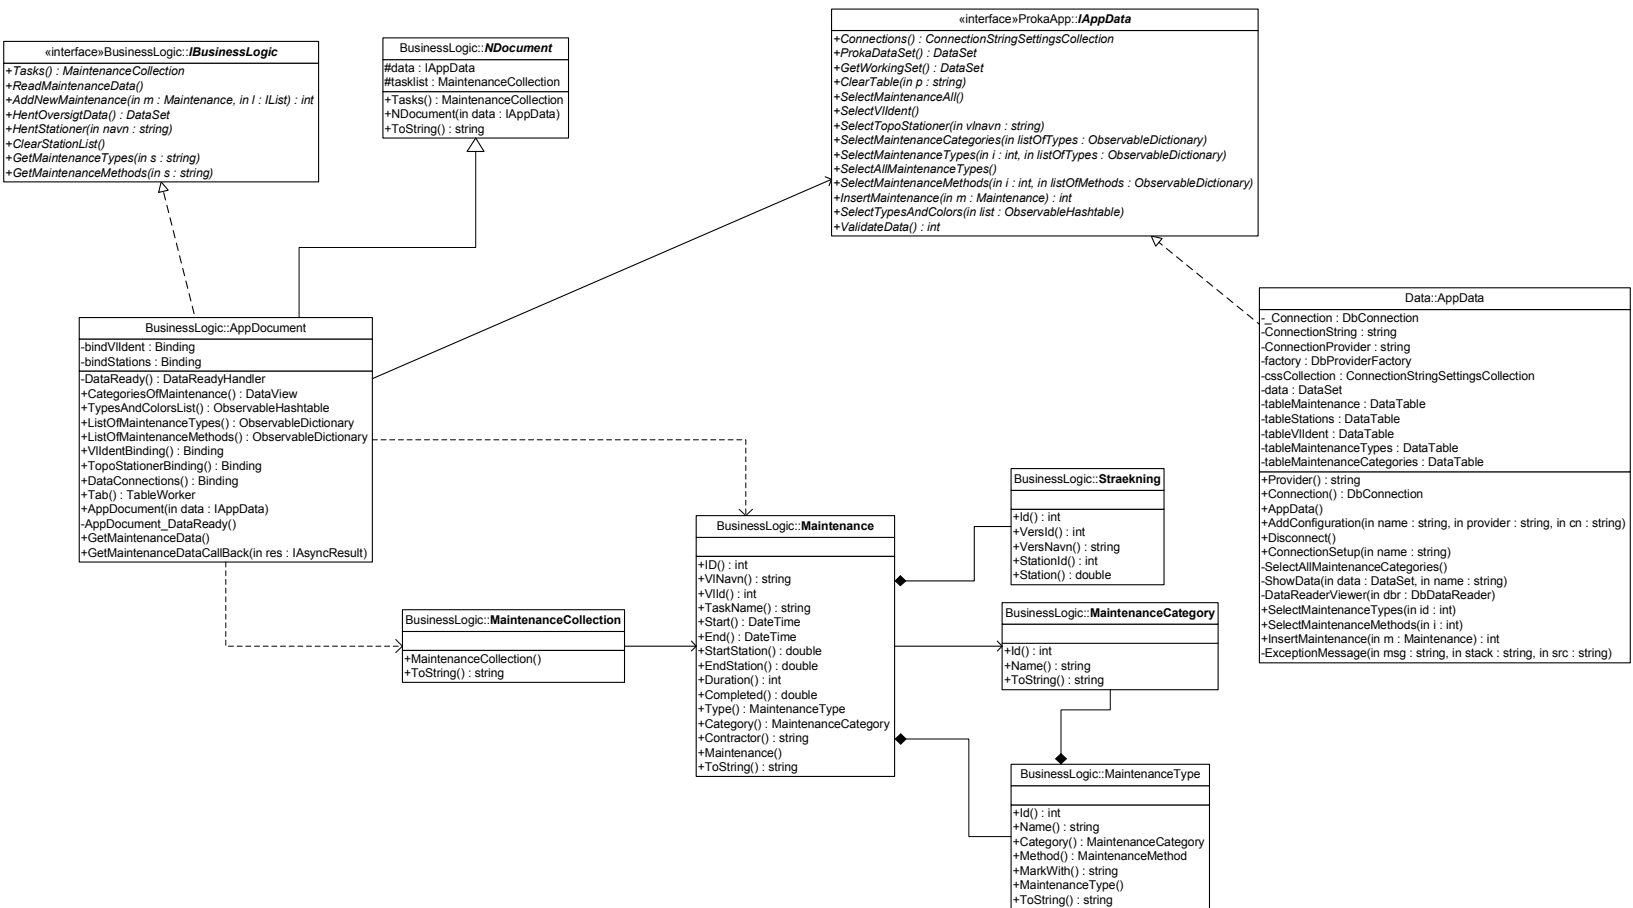 «interface»BusinessLogic::IBusinessLogic
+Tasks() : MaintenanceCollection
+ReadMaintenanceData()
+AddNewMaintenance(in m : Maintenance, in l : IList) : int
+HentOversigtData() : DataSet
+HentStationer(in navn : string)
+ClearStationList()
+GetMaintenanceTypes(in s : string)
+GetMaintenanceMethods(in s : string)
BusinessLogic::NDocument
#data : IAppData
#tasklist : MaintenanceCollection
+Tasks() : MaintenanceCollection
+NDocument(in data : IAppData)
+ToString() : string
«interface»ProkaApp::IAppData
+Connections() : ConnectionStringSettingsCollection
+ProkaDataSet() : DataSet
+GetWorkingSet() : DataSet
+ClearTable(in p : string)
+SelectMaintenanceAll()
+SelectVlIdent()
+SelectTopoStationer(in vlnavn : string)
+SelectMaintenanceCategories(in listOfTypes : ObservableDictionary)
+SelectMaintenanceTypes(in i : int, in listOfTypes : ObservableDictionary)
+SelectAllMaintenanceTypes()
+SelectMaintenanceMethods(in i : int, in listOfMethods : ObservableDictionary)
+InsertMaintenance(in m : Maintenance) : int
+SelectTypesAndColors(in list : ObservableHashtable)
+ValidateData() : int
Data::AppData
-_Connection : DbConnection
-ConnectionString : string
-ConnectionProvider : string
-factory : DbProviderFactory
-cssCollection : ConnectionStringSettingsCollection
-data : DataSet
-tableMaintenance : DataTable
-tableStations : DataTable
-tableVlIdent : DataTable
-tableMaintenanceTypes : DataTable
-tableMaintenanceCategories : DataTable
+Provider() : string
+Connection() : DbConnection
+AppData()
+AddConfiguration(in name : string, in provider : string, in cn : string)
+Disconnect()
+ConnectionSetup(in name : string)
-SelectAllMaintenanceCategories()
-ShowData(in data : DataSet, in name : string)
-DataReaderViewer(in dbr : DbDataReader)
+SelectMaintenanceTypes(in id : int)
+SelectMaintenanceMethods(in i : int)
+InsertMaintenance(in m : Maintenance) : int
-ExceptionMessage(in msg : string, in stack : string, in src : string)
BusinessLogic::AppDocument
-bindVlIdent : Binding
-bindStations : Binding
-DataReady() : DataReadyHandler
+CategoriesOfMaintenance() : DataView
+TypesAndColorsList() : ObservableHashtable
+ListOfMaintenanceTypes() : ObservableDictionary
+ListOfMaintenanceMethods() : ObservableDictionary
+VlIdentBinding() : Binding
+TopoStationerBinding() : Binding
+DataConnections() : Binding
+Tab() : TableWorker
+AppDocument(in data : IAppData)
-AppDocument_DataReady()
+GetMaintenanceData()
+GetMaintenanceDataCallBack(in res : IAsyncResult)
BusinessLogic::MaintenanceCollection
+MaintenanceCollection()
+ToString() : string
BusinessLogic::Maintenance
+ID() : int
+VlNavn() : string
+VlId() : int
+TaskName() : string
+Start() : DateTime
+End() : DateTime
+StartStation() : double
+EndStation() : double
+Duration() : int
+Completed() : double
+Type() : MaintenanceType
+Category() : MaintenanceCategory
+Contractor() : string
+Maintenance()
+ToString() : string
BusinessLogic::Straekning
+Id() : int
+VersId() : int
+VersNavn() : string
+StationId() : int
+Station() : double
BusinessLogic::MaintenanceCategory
+Id() : int
+Name() : string
+ToString() : string
BusinessLogic::MaintenanceType
+Id() : int
+Name() : string
+Category() : MaintenanceCategory
+Method() : MaintenanceMethod
+MarkWith() : string
+MaintenanceType()
+ToString() : string